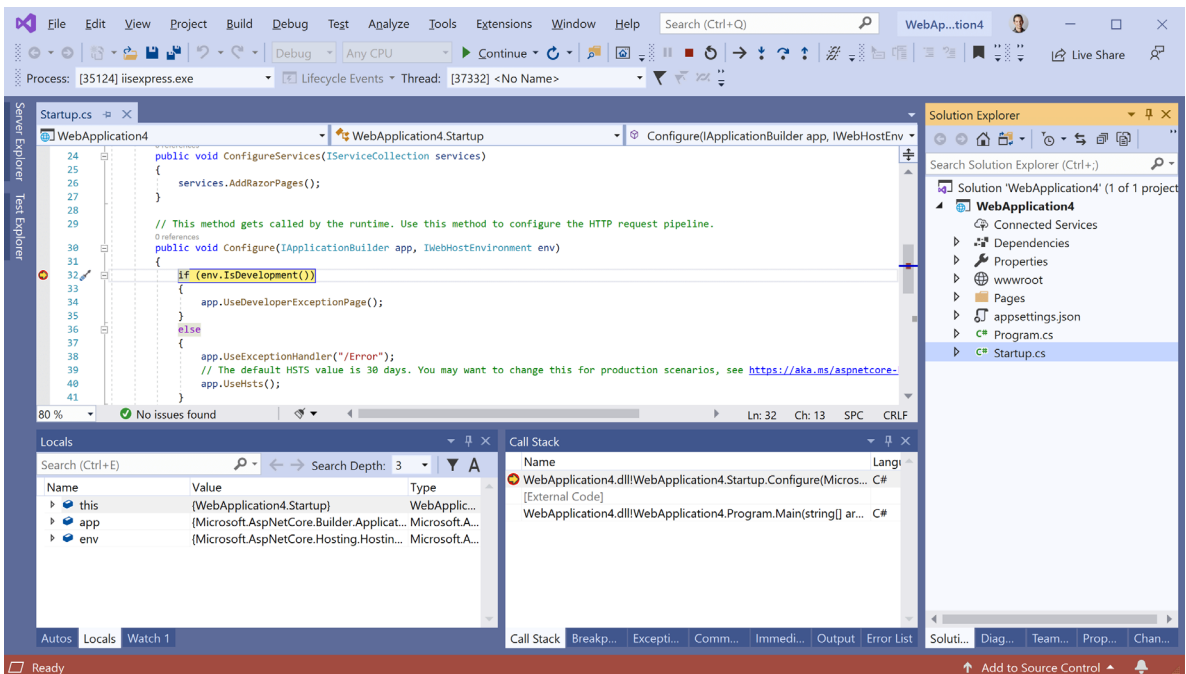 File Edit View Project Build Debug Test Analyze Tools Extensions Window Help Search (Ctrl+Q) WebAp...tion4
Debug Any CPU Continue Live Share
Process: [35124] iisexpress.exe Lifecycle Events Thread: [37332] <No Name>
Server Explorer
Test Explorer
Startup.cs
WebApplication4 WebApplication4.Startup Configure(IApplicationBuilder app, IWebHostEnv
24 public void ConfigureServices(IServiceCollection services)
25 {
26 services.AddRazorPages();
27 }
28
29 // This method gets called by the runtime. Use this method to configure the HTTP request pipeline.
0 references
30 public void Configure(IApplicationBuilder app, IWebHostEnvironment env)
31 {
32 if (env.IsDevelopment())
33 {
34 app.UseDeveloperExceptionPage();
35 }
36 else
37 {
38 app.UseExceptionHandler("/Error");
39 // The default HSTS value is 30 days. You may want to change this for production scenarios, see https://aka.ms/aspnetcore-
40 app.UseHsts();
41 }
80 % No issues found Ln: 32 Ch: 13 SPC CRLF
Locals
Search (Ctrl+E) Search Depth: 3 A
Name Value Type
this {WebApplication4.Startup} WebApplic...
app {Microsoft.AspNetCore.Builder.Applicat... Microsoft.A...
env {Microsoft.AspNetCore.Hosting.Hostin... Microsoft.A...
Autos Locals Watch 1
Call Stack
Name Langu
WebApplication4.dll!WebApplication4.Startup.Configure(Micros... C#
[External Code]
WebApplication4.dll!WebApplication4.Program.Main(string[] ar... C#
Call Stack Breakp... Excepti... Comm... Immedi... Output Error List
Solution Explorer
Search Solution Explorer (Ctrl+;)
Solution 'WebApplication4' (1 of 1 project
WebApplication4
Connected Services
Dependencies
Properties
wwwroot
Pages
appsettings.json
C# Program.cs
C# Startup.cs
Soluti... Diag... Team... Prop... Chan...
Ready Add to Source Control